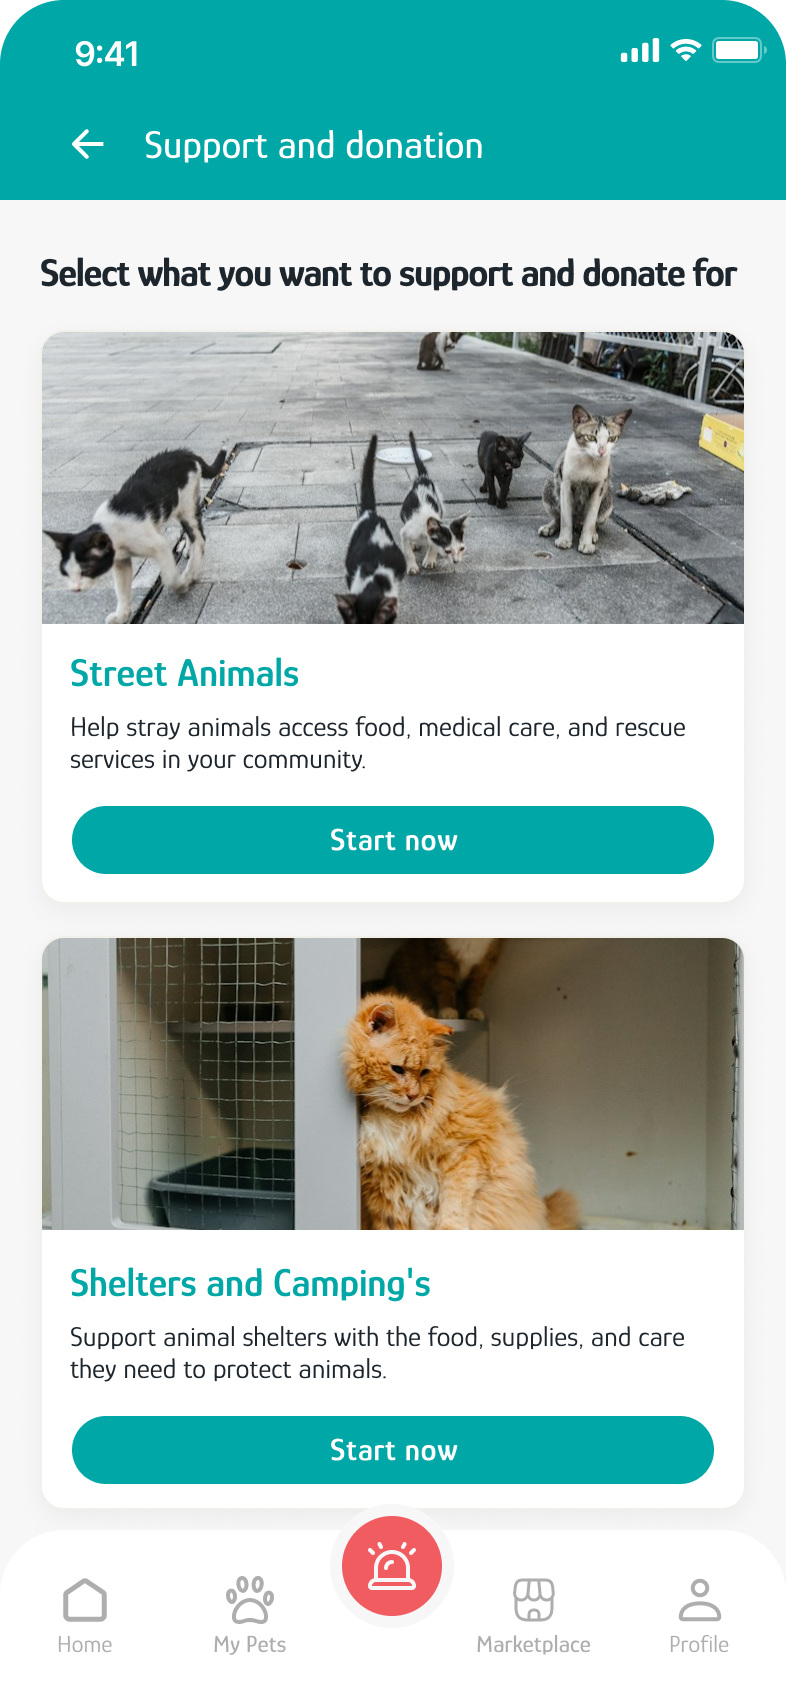 9:41
Support and donation
Select what you want to support and donate for
Street Animals
Help stray animals access food, medical care, and rescue
services in your community.
Start now
Shelters and Camping's
Support animal shelters with the food, supplies, and care
they need to protect animals.
Start now
Home
My Pets
Marketplace
Profile